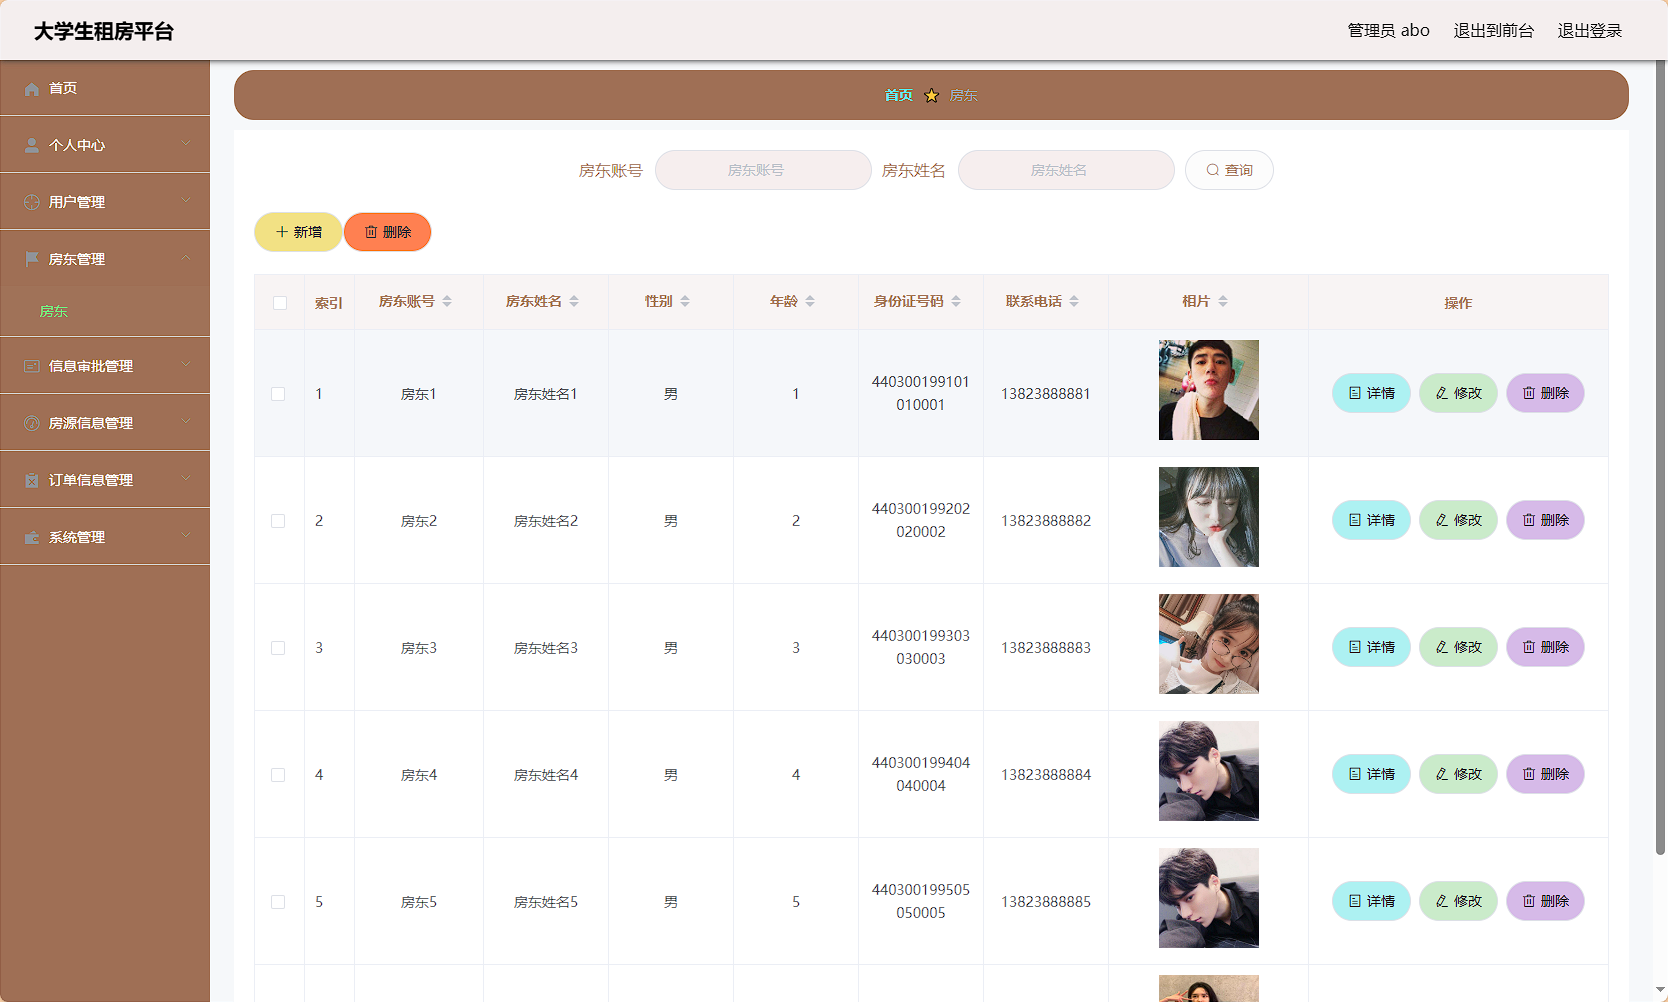 大学生租房平台
管理员 abo 退出到前台 退出登录
首页
个人中心
用户管理
房东管理
房东
信息审批管理
房源信息管理
订单信息管理
系统管理
首页 房东
房东账号 房东账号 房东姓名 房东姓名 查询
新增 删除
索引 房东账号 房东姓名 性别 年龄 身份证号码 联系电话 相片 操作
1 房东1 房东姓名1 男 1 440300199101010001 13823888881 详情 修改 删除
2 房东2 房东姓名2 男 2 440300199202020002 13823888882 详情 修改 删除
3 房东3 房东姓名3 男 3 440300199303030003 13823888883 详情 修改 删除
4 房东4 房东姓名4 男 4 440300199404040004 13823888884 详情 修改 删除
5 房东5 房东姓名5 男 5 440300199505050005 13823888885 详情 修改 删除